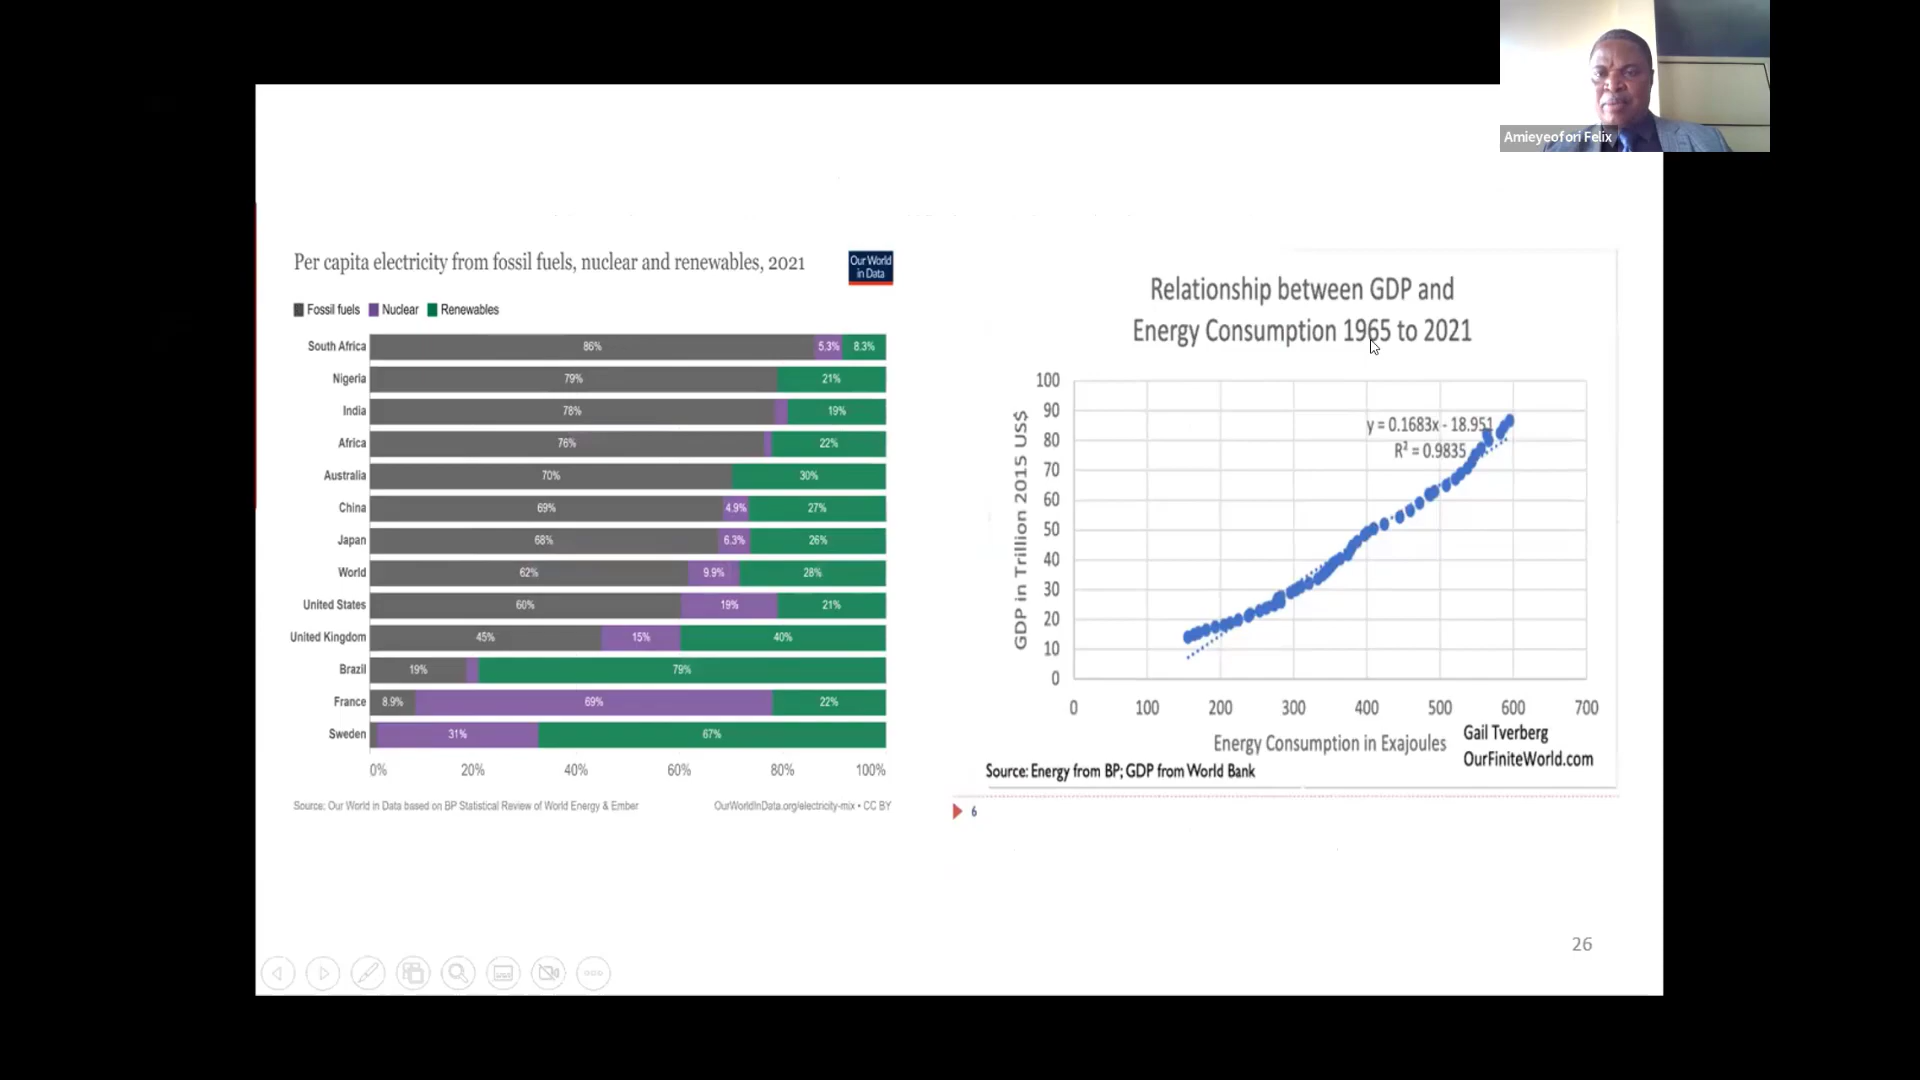 Amieyeofori Felix
Per capita electricity from fossil fuels, nuclear and renewables, 2021
Our World
in Data
Fossil fuels Nuclear Renewables
South Africa 86% 5.3% 8.3%
Nigeria 79% 21%
India 78% 19%
Africa 76% 22%
Australia 70% 30%
China 69% 4.9% 27%
Japan 68% 6.3% 26%
World 62% 9.9% 28%
United States 60% 19% 21%
United Kingdom 45% 15% 40%
Brazil 19% 79%
France 8.9% 69% 22%
Sweden 31% 67%
0% 20% 40% 60% 80% 100%
Source: Our World in Data based on BP Statistical Review of World Energy & Ember
OurWorldInData.org/electricity-mix • CC BY
Relationship between GDP and
Energy Consumption 1965 to 2021
GDP in Trillion 2015 US$
100
90
80
70
60
50
40
30
20
10
0
y = 0.1683x - 18.951
R² = 0.9835
0 100 200 300 400 500 600 700
Energy Consumption in Exajoules
Gail Tverberg
OurFiniteWorld.com
Source: Energy from BP; GDP from World Bank
6
26